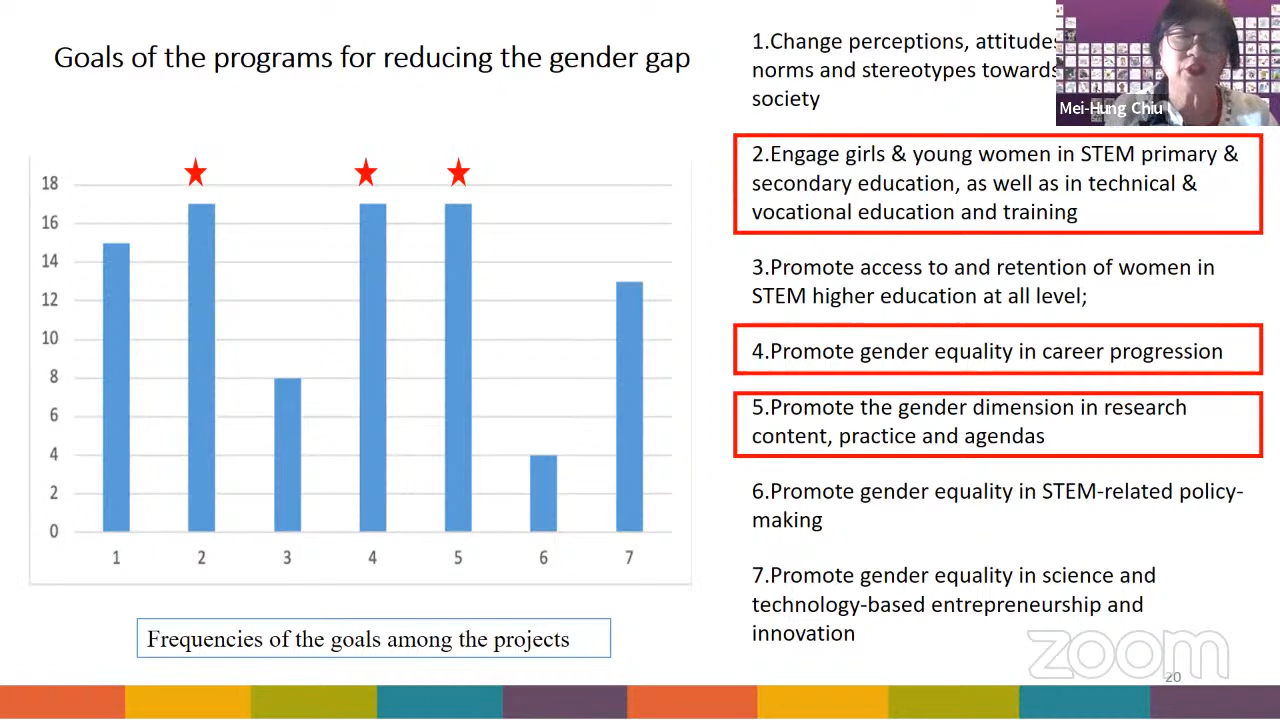 Goals of the programs for reducing the gender gap
18
16
14
12
10
8
6
4
2
0
1 2 3 4 5 6 7
Frequencies of the goals among the projects
1.Change perceptions, attitudes
norms and stereotypes towards
society
2.Engage girls & young women in STEM primary &
secondary education, as well as in technical &
vocational education and training
3.Promote access to and retention of women in
STEM higher education at all level;
4.Promote gender equality in career progression
5.Promote the gender dimension in research
content, practice and agendas
6.Promote gender equality in STEM-related policy-
making
7.Promote gender equality in science and
technology-based entrepreneurship and
innovation
Mei-Hung Chiu
zoom
20